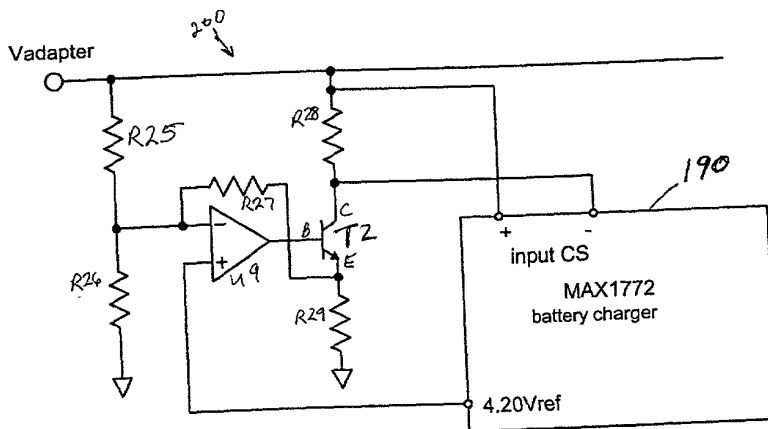 200
Vadapter
R25
R28
190
R27
C
B
T2
E
+
-
input CS
-
+
U9
R26
R29
MAX1772
battery charger
4.20Vref